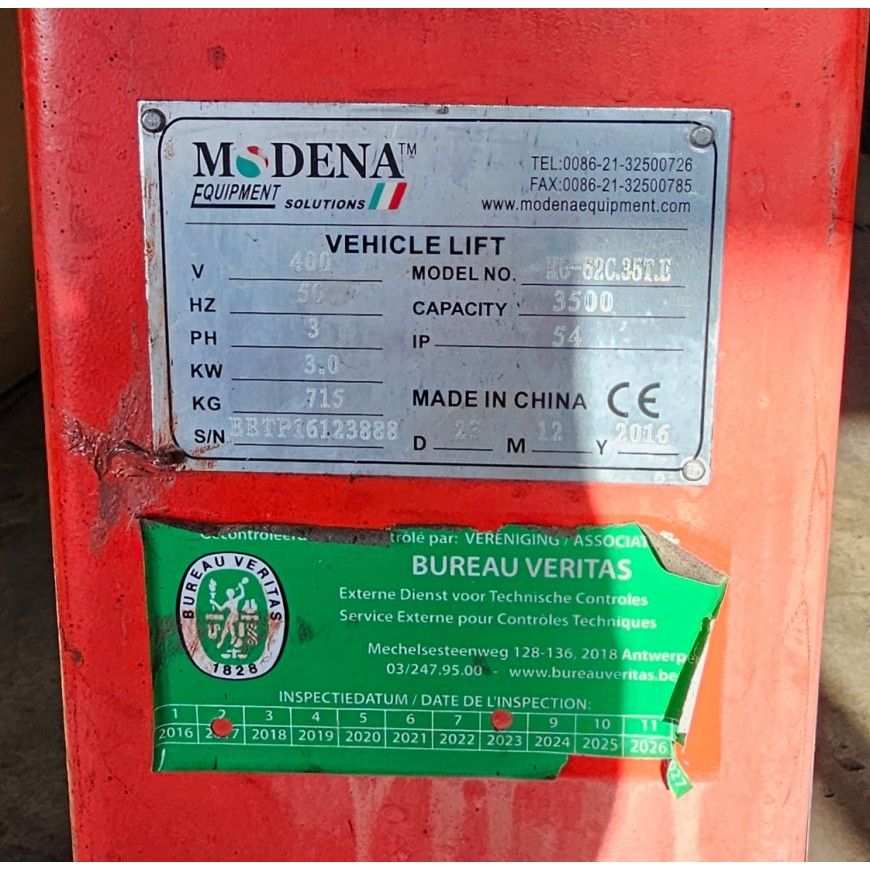 MODENA™
EQUIPMENT SOLUTIONS
TEL:0086-21-32500726
FAX:0086-21-32500785
www.modenaequipment.com
VEHICLE LIFT
V 400
MODEL NO.
HZ 50
CAPACITY 3500
PH 3
IP 54
KW 3.0
KG 715
MADE IN CHINA CE
S/N
D M 12 Y 2016
par: VERENIGING / 
BUREAU VERITAS
Externe Dienst voor Technische Controles
Service Externe pour Contrôles Techniques
BUREAU VERITAS
1828
Mechelsesteenweg 128-136, 2018 Antwerpe
03/247.95.00 - www.bureauveritas.be
INSPECTIEDATUM / DATE DE L'INSPECTION:
1 2 3 4 5 6 7 9 10 11
2016 2018 2019 2020 2021 2022 2023 2024 2025 2026